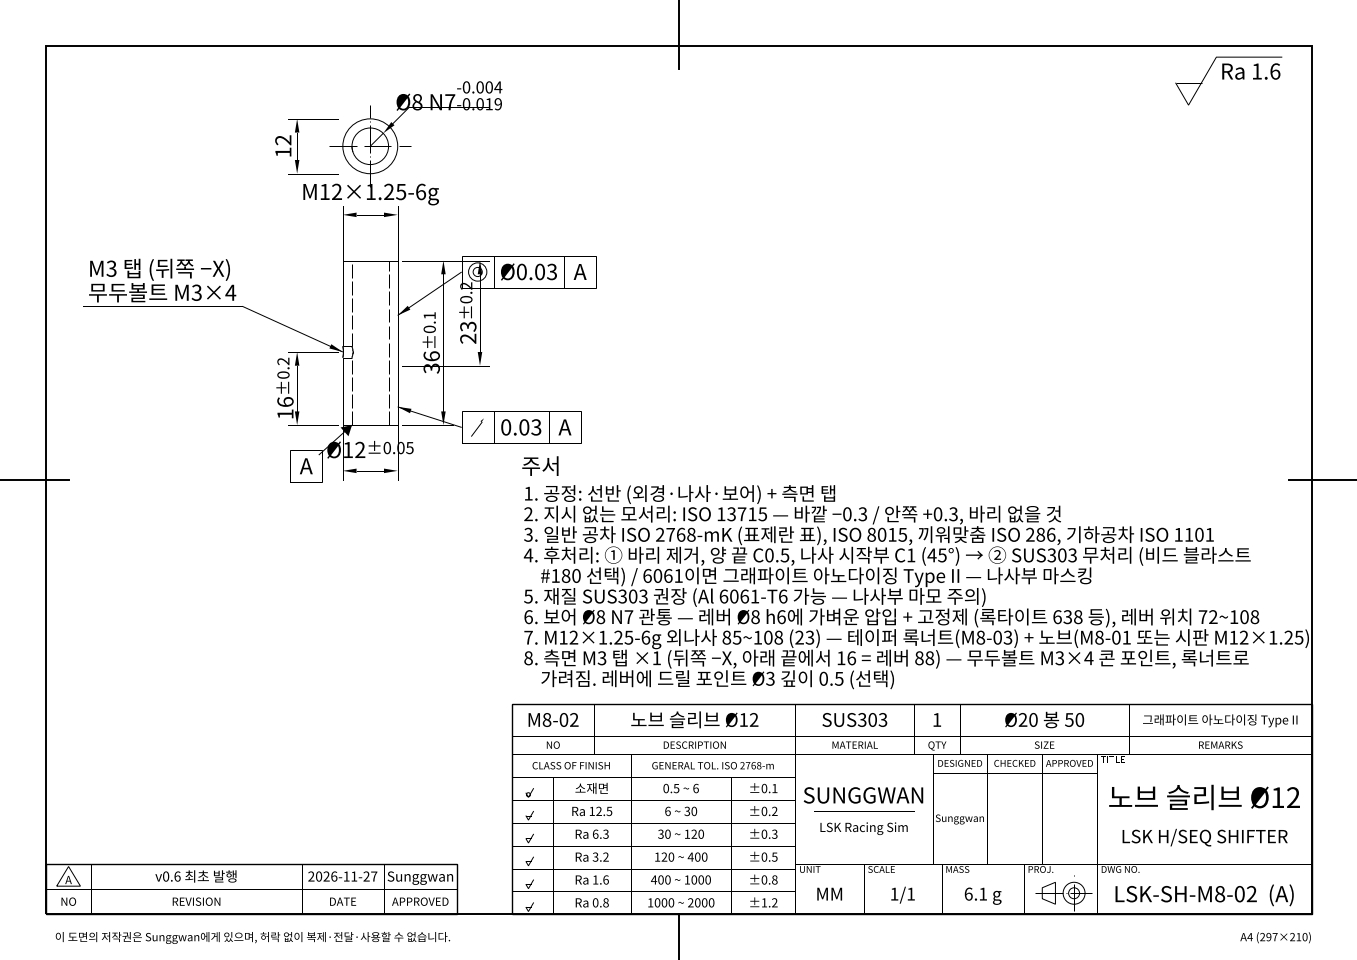 Ra 1.6
Ø8 N7 -0.004
-0.019
12
M12×1.25-6g
M3 탭 (뒤쪽 −X)
무두볼트 M3×4
◎ Ø0.03 A
23±0.2
36±0.1
16±0.2
0.03 A
Ø12±0.05
A
주서
1. 공정: 선반 (외경·나사·보어) + 측면 탭
2. 지시 없는 모서리: ISO 13715 — 바깥 −0.3 / 안쪽 +0.3, 바리 없을 것
3. 일반 공차 ISO 2768-mK (표제란 표), ISO 8015, 끼워맞춤 ISO 286, 기하공차 ISO 1101
4. 후처리: ① 바리 제거, 양 끝 C0.5, 나사 시작부 C1 (45°) → ② SUS303 무처리 (비드 블라스트
#180 선택) / 6061이면 그래파이트 아노다이징 Type II — 나사부 마스킹
5. 재질 SUS303 권장 (Al 6061-T6 가능 — 나사부 마모 주의)
6. 보어 Ø8 N7 관통 — 레버 Ø8 h6에 가벼운 압입 + 고정제 (록타이트 638 등), 레버 위치 72~108
7. M12×1.25-6g 외나사 85~108 (23) — 테이퍼 록너트(M8-03) + 노브(M8-01 또는 시판 M12×1.25)
8. 측면 M3 탭 ×1 (뒤쪽 −X, 아래 끝에서 16 = 레버 88) — 무두볼트 M3×4 콘 포인트, 록너트로
가려짐. 레버에 드릴 포인트 Ø3 깊이 0.5 (선택)
M8-02 노브 슬리브 Ø12 SUS303 1 Ø20 봉 50 그래파이트 아노다이징 Type II
NO DESCRIPTION MATERIAL QTY SIZE REMARKS
CLASS OF FINISH GENERAL TOL. ISO 2768-m
소재면 0.5 ~ 6 ±0.1
Ra 12.5 6 ~ 30 ±0.2
Ra 6.3 30 ~ 120 ±0.3
Ra 3.2 120 ~ 400 ±0.5
Ra 1.6 400 ~ 1000 ±0.8
Ra 0.8 1000 ~ 2000 ±1.2
SUNGGWAN
LSK Racing Sim
DESIGNED CHECKED APPROVED
Sunggwan
TITLE
노브 슬리브 Ø12
LSK H/SEQ SHIFTER
UNIT SCALE MASS PROJ. DWG NO.
MM 1/1 6.1 g LSK-SH-M8-02 (A)
A v0.6 최초 발행 2026-11-27 Sunggwan
NO REVISION DATE APPROVED
이 도면의 저작권은 Sunggwan에게 있으며, 허락 없이 복제·전달·사용할 수 없습니다.
A4 (297×210)